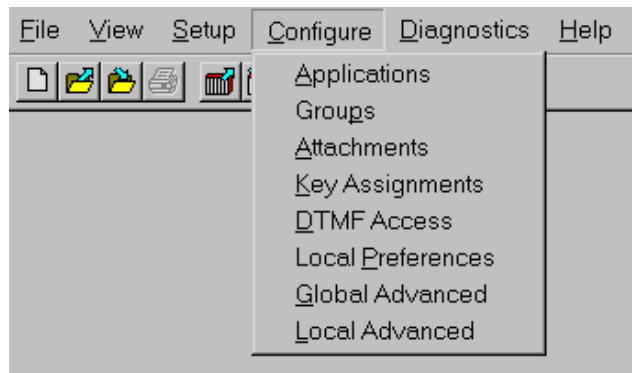 File View Setup Configure Diagnostics Help
Applications
Groups
Attachments
Key Assignments
DTMF Access
Local Preferences
Global Advanced
Local Advanced